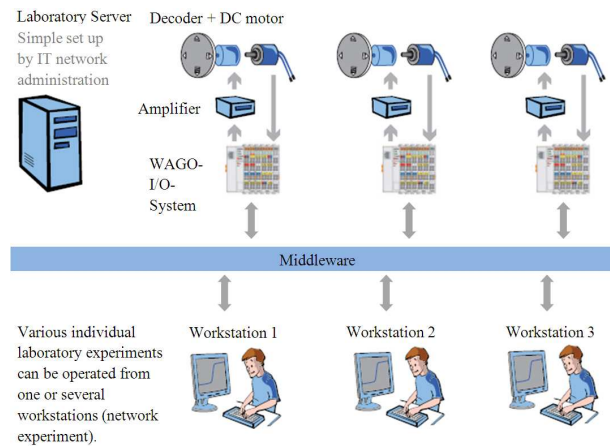 Laboratory Server
Simple set up
by IT network
administration
Decoder + DC motor
Amplifier
WAGO-
I/O-
System
Middleware
Various individual
laboratory experiments
can be operated from
one or several
workstations (network
experiment).
Workstation 1
Workstation 2
Workstation 3